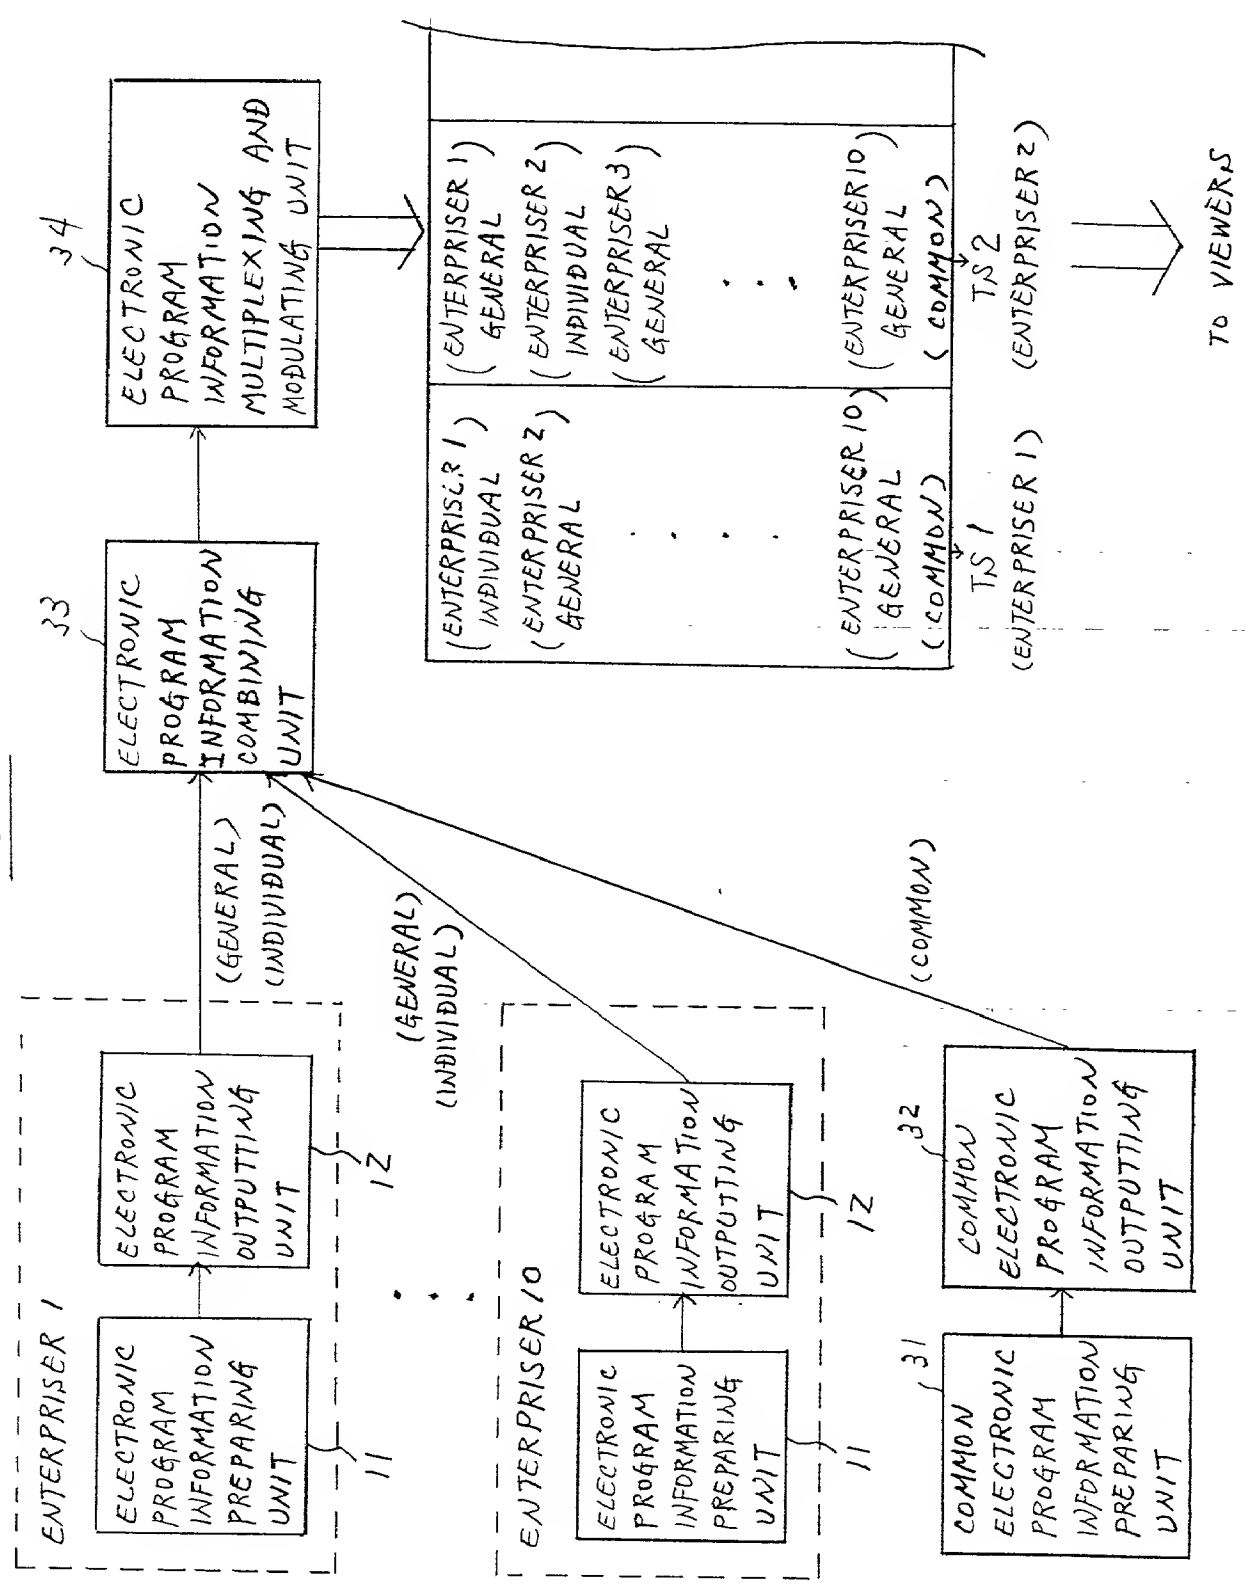 ENTERPRISER 1
ELECTRONIC
PROGRAM
INFORMATION
PREPARING
UNIT
11
ELECTRONIC
PROGRAM
INFORMATION
OUTPUTTING
UNIT
12
(GENERAL)
(INDIVIDUAL)
33
ELECTRONIC
PROGRAM
INFORMATION
COMBINING
UNIT
34
ELECTRONIC
PROGRAM
INFORMATION
MULTIPLEXING AND
MODULATING UNIT
ENTERPRISER 10
ELECTRONIC
PROGRAM
INFORMATION
PREPARING
UNIT
11
ELECTRONIC
PROGRAM
INFORMATION
OUTPUTTING
UNIT
12
(GENERAL)
(INDIVIDUAL)
31
COMMON
ELECTRONIC
PROGRAM
INFORMATION
PREPARING
UNIT
32
COMMON
ELECTRONIC
PROGRAM
INFORMATION
OUTPUTTING
UNIT
(COMMON)
(ENTERPRISER 1
INDIVIDUAL)
(ENTERPRISER 2
GENERAL)
. . . .
(ENTERPRISER 10
GENERAL)
(COMMON)
TS 1
(ENTERPRISER 1)
(ENTERPRISER 1
GENERAL)
(ENTERPRISER 2
INDIVIDUAL)
(ENTERPRISER 3
GENERAL)
. . .
(ENTERPRISER 10
GENERAL)
(COMMON)
TS 2
(ENTERPRISER 2)
TO VIEWERS